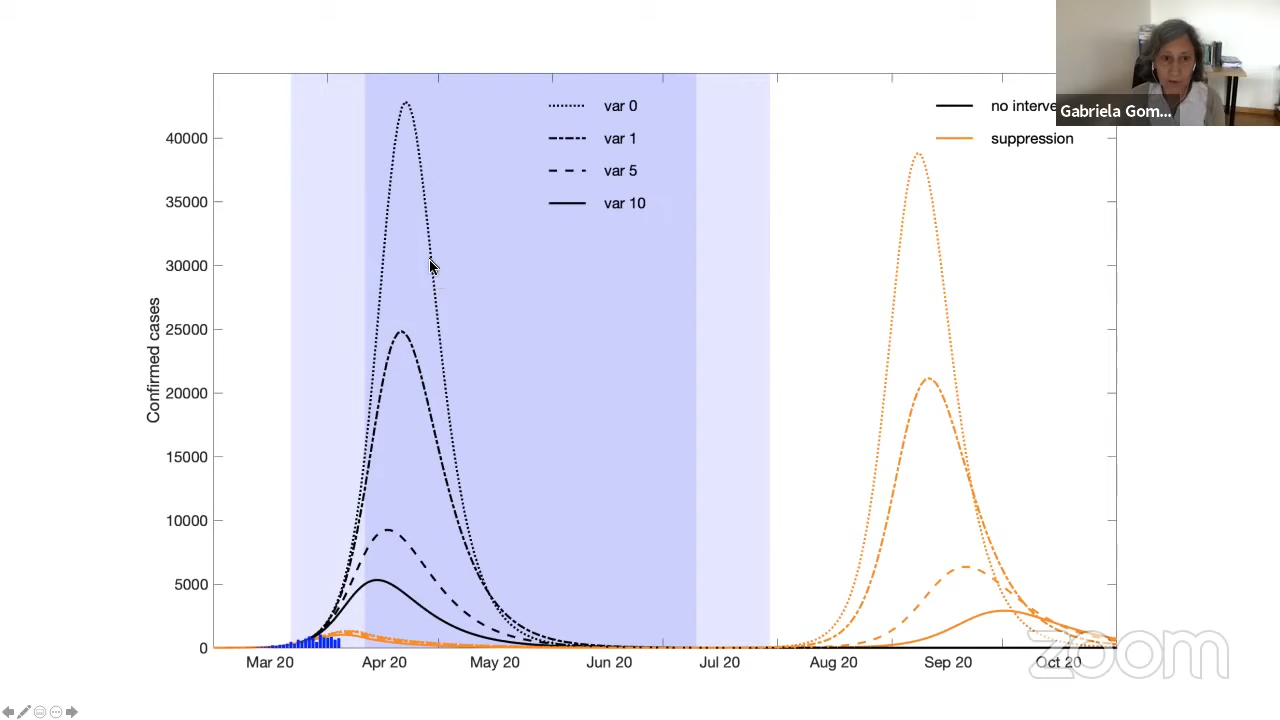 Gabriela Gom...
var 0
var 1
var 5
var 10
no interve
suppression
Confirmed cases
40000
35000
30000
25000
20000
15000
10000
5000
0
Mar 20
Apr 20
May 20
Jun 20
Jul 20
Aug 20
Sep 20
Oct 20
zoom